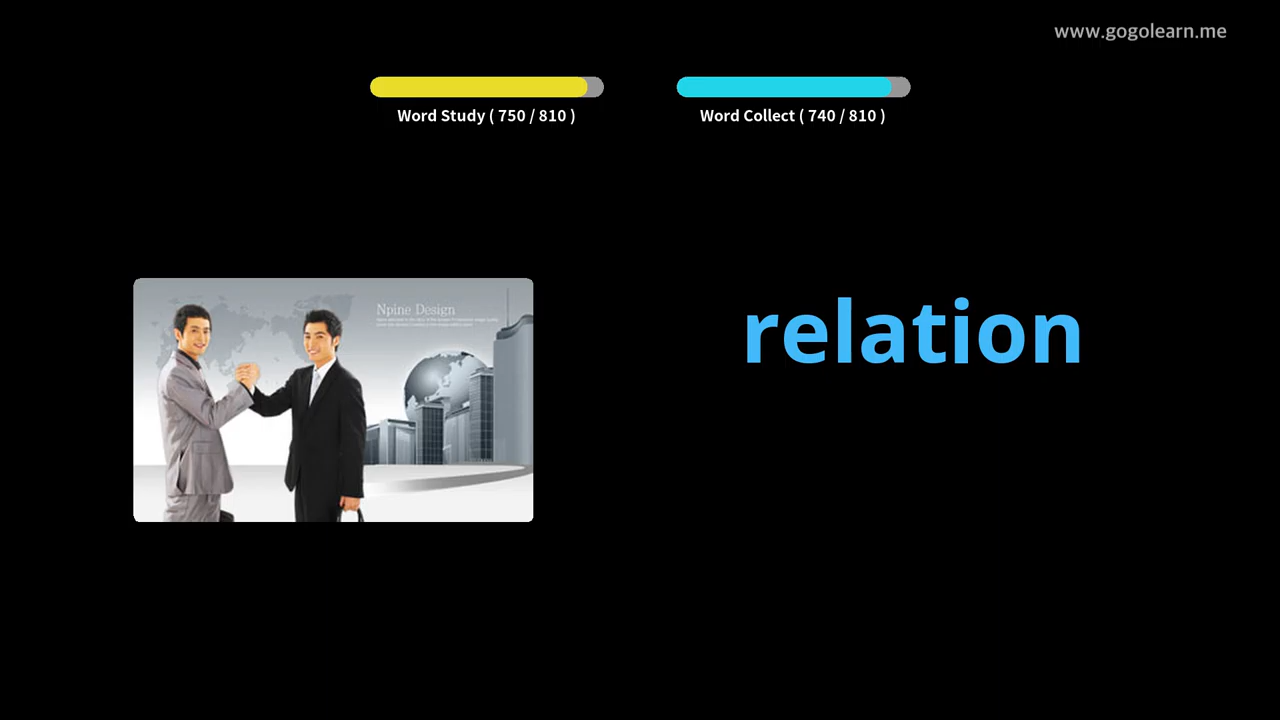 www.gogolearn.me
Word Study ( 750 / 810 )
Word Collect ( 740 / 810 )
Npine Design
relation